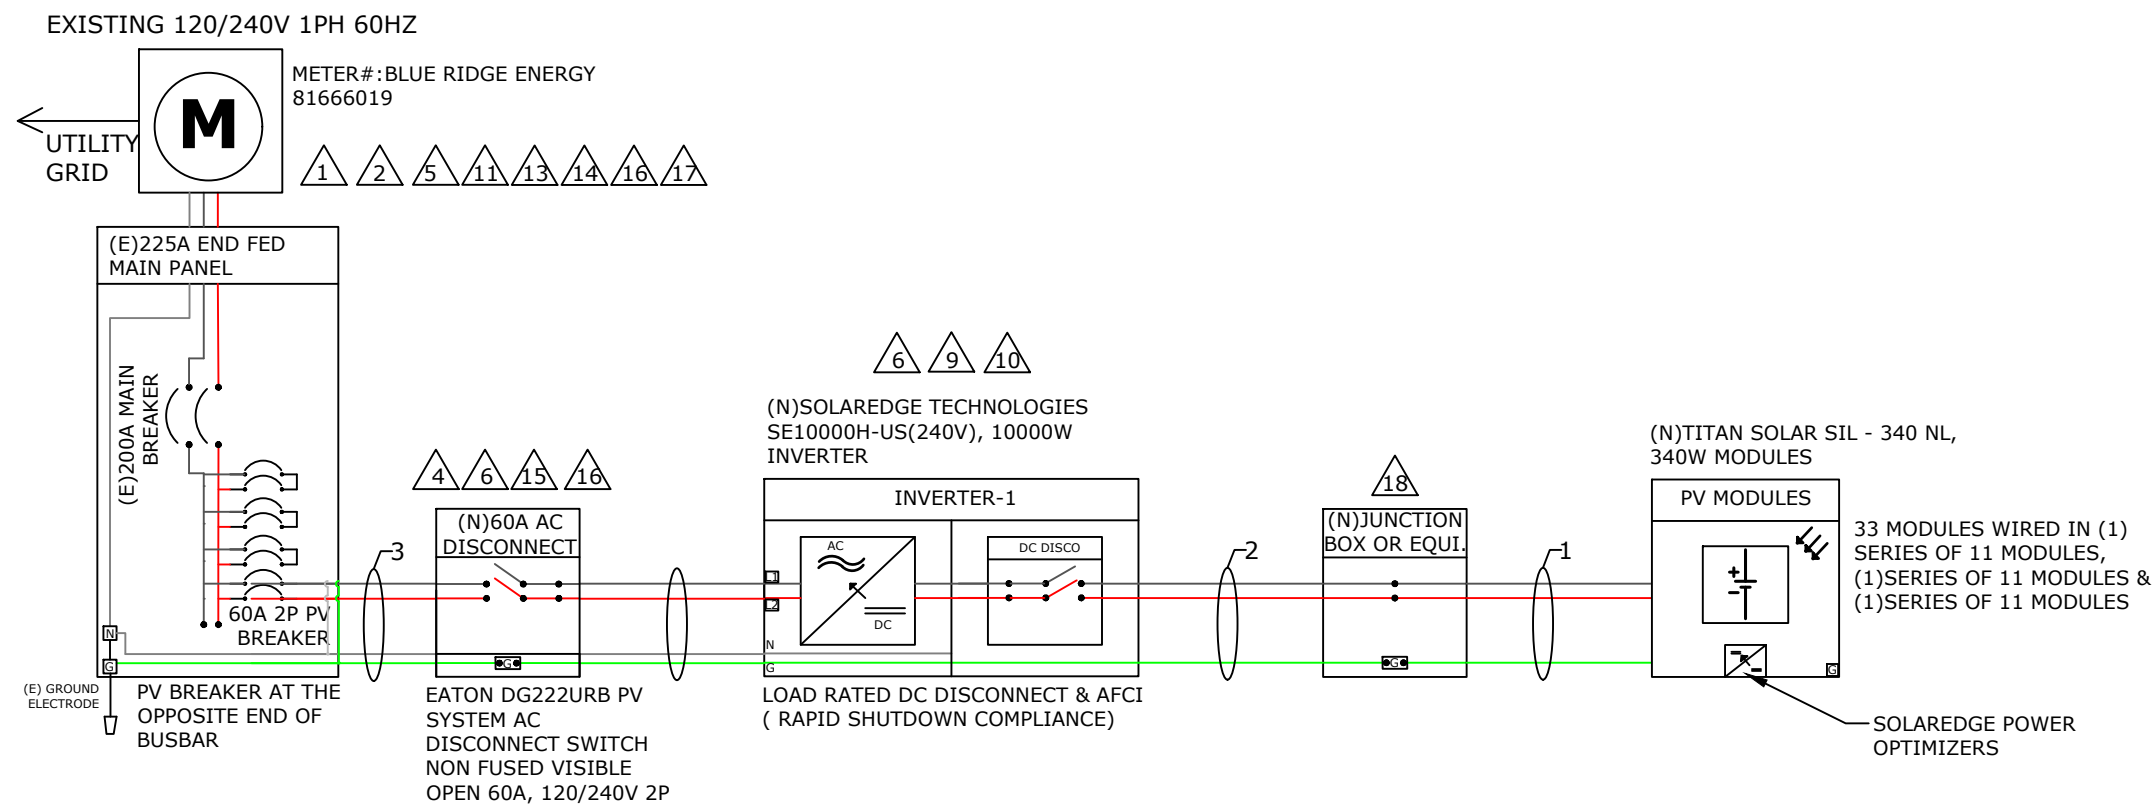 EXISTING 120/240V 1PH 60HZ
M
METER#:BLUE RIDGE ENERGY
81666019
UTILITY
GRID
1 2 5 11 13 14 16 17
(E)225A END FED
MAIN PANEL
(E)200A MAIN
BREAKER
60A 2P PV
BREAKER
N
G
(E) GROUND
ELECTRODE
PV BREAKER AT THE
OPPOSITE END OF
BUSBAR
3
4 6 15 16
(N)60A AC
DISCONNECT
G
EATON DG222URB PV
SYSTEM AC
DISCONNECT SWITCH
NON FUSED VISIBLE
OPEN 60A, 120/240V 2P
6 9 10
(N)SOLAREDGE TECHNOLOGIES
SE10000H-US(240V), 10000W
INVERTER
INVERTER-1
AC
DC
DC DISCO
L1
L2
N
G
LOAD RATED DC DISCONNECT & AFCI
( RAPID SHUTDOWN COMPLIANCE)
2
18
(N)JUNCTION
BOX OR EQUI.
G
1
(N)TITAN SOLAR SIL - 340 NL,
340W MODULES
PV MODULES
G
33 MODULES WIRED IN (1)
SERIES OF 11 MODULES,
(1)SERIES OF 11 MODULES &
(1)SERIES OF 11 MODULES
SOLAREDGE POWER
OPTIMIZERS